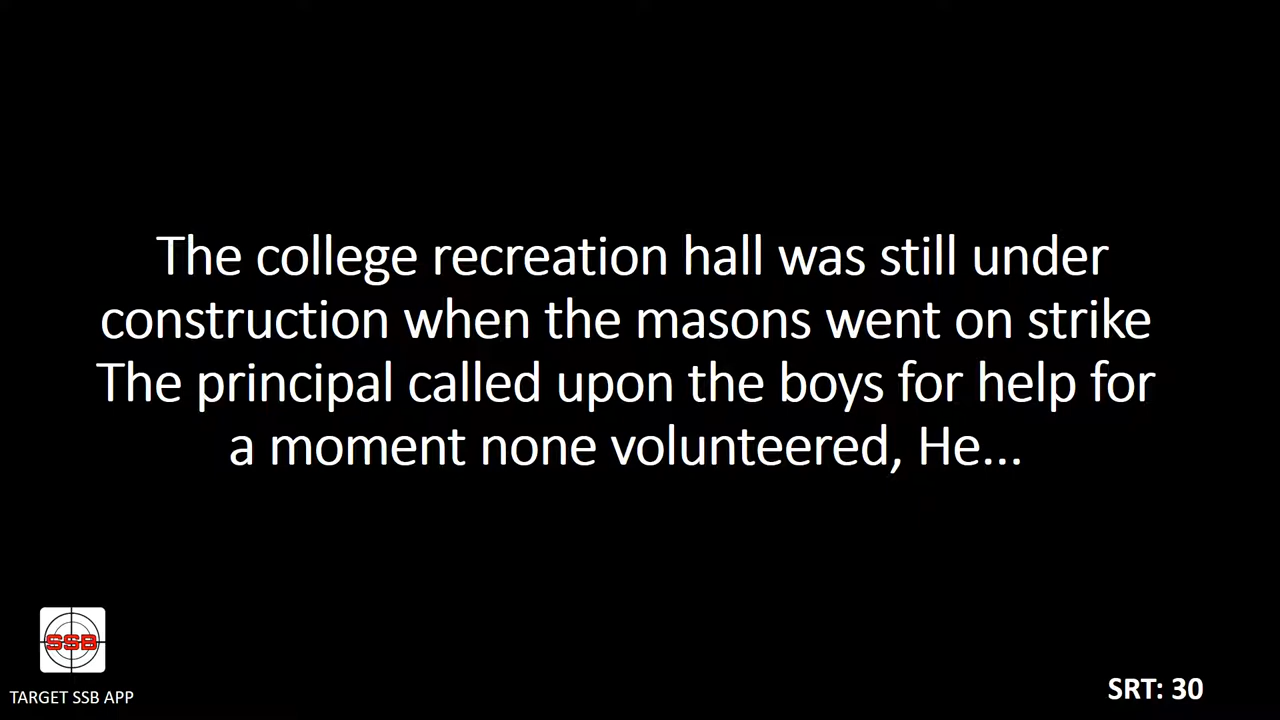 The college recreation hall was still under
construction when the masons went on strike
The principal called upon the boys for help for
a moment none volunteered, He...
SSB
TARGET SSB APP
SRT: 30